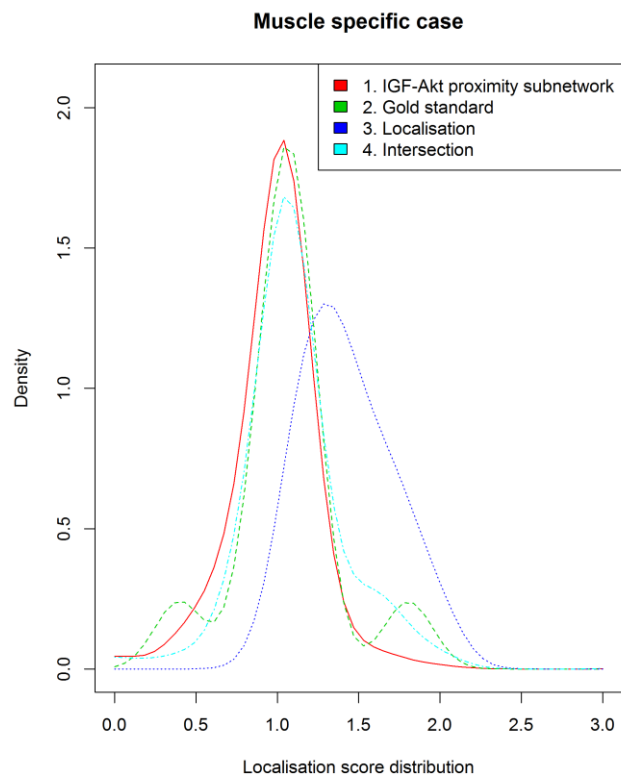 Muscle specific case
1. IGF-Akt proximity subnetwork
2. Gold standard
3. Localisation
4. Intersection
Density
2.0
1.5
1.0
0.5
0.0
0.0 0.5 1.0 1.5 2.0 2.5 3.0
Localisation score distribution